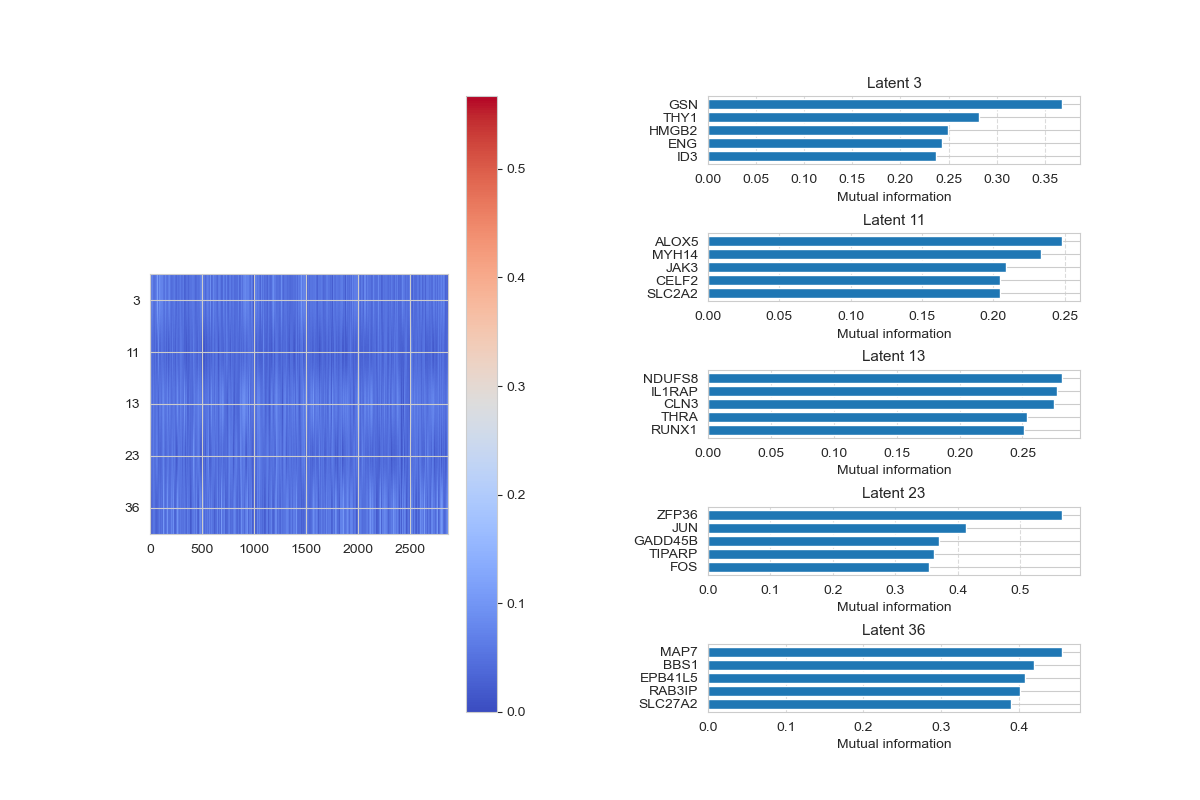 3
11
13
23
36
0 500 1000 1500 2000 2500
0.5
0.4
0.3
0.2
0.1
0.0
Latent 3
GSN
THY1
HMGB2
ENG
ID3
0.00 0.05 0.10 0.15 0.20 0.25 0.30 0.35
Mutual information
Latent 11
ALOX5
MYH14
JAK3
CELF2
SLC2A2
0.00 0.05 0.10 0.15 0.20 0.25
Mutual information
Latent 13
NDUFS8
IL1RAP
CLN3
THRA
RUNX1
0.00 0.05 0.10 0.15 0.20 0.25
Mutual information
Latent 23
ZFP36
JUN
GADD45B
TIPARP
FOS
0.0 0.1 0.2 0.3 0.4 0.5
Mutual information
Latent 36
MAP7
BBS1
EPB41L5
RAB3IP
SLC27A2
0.0 0.1 0.2 0.3 0.4
Mutual information